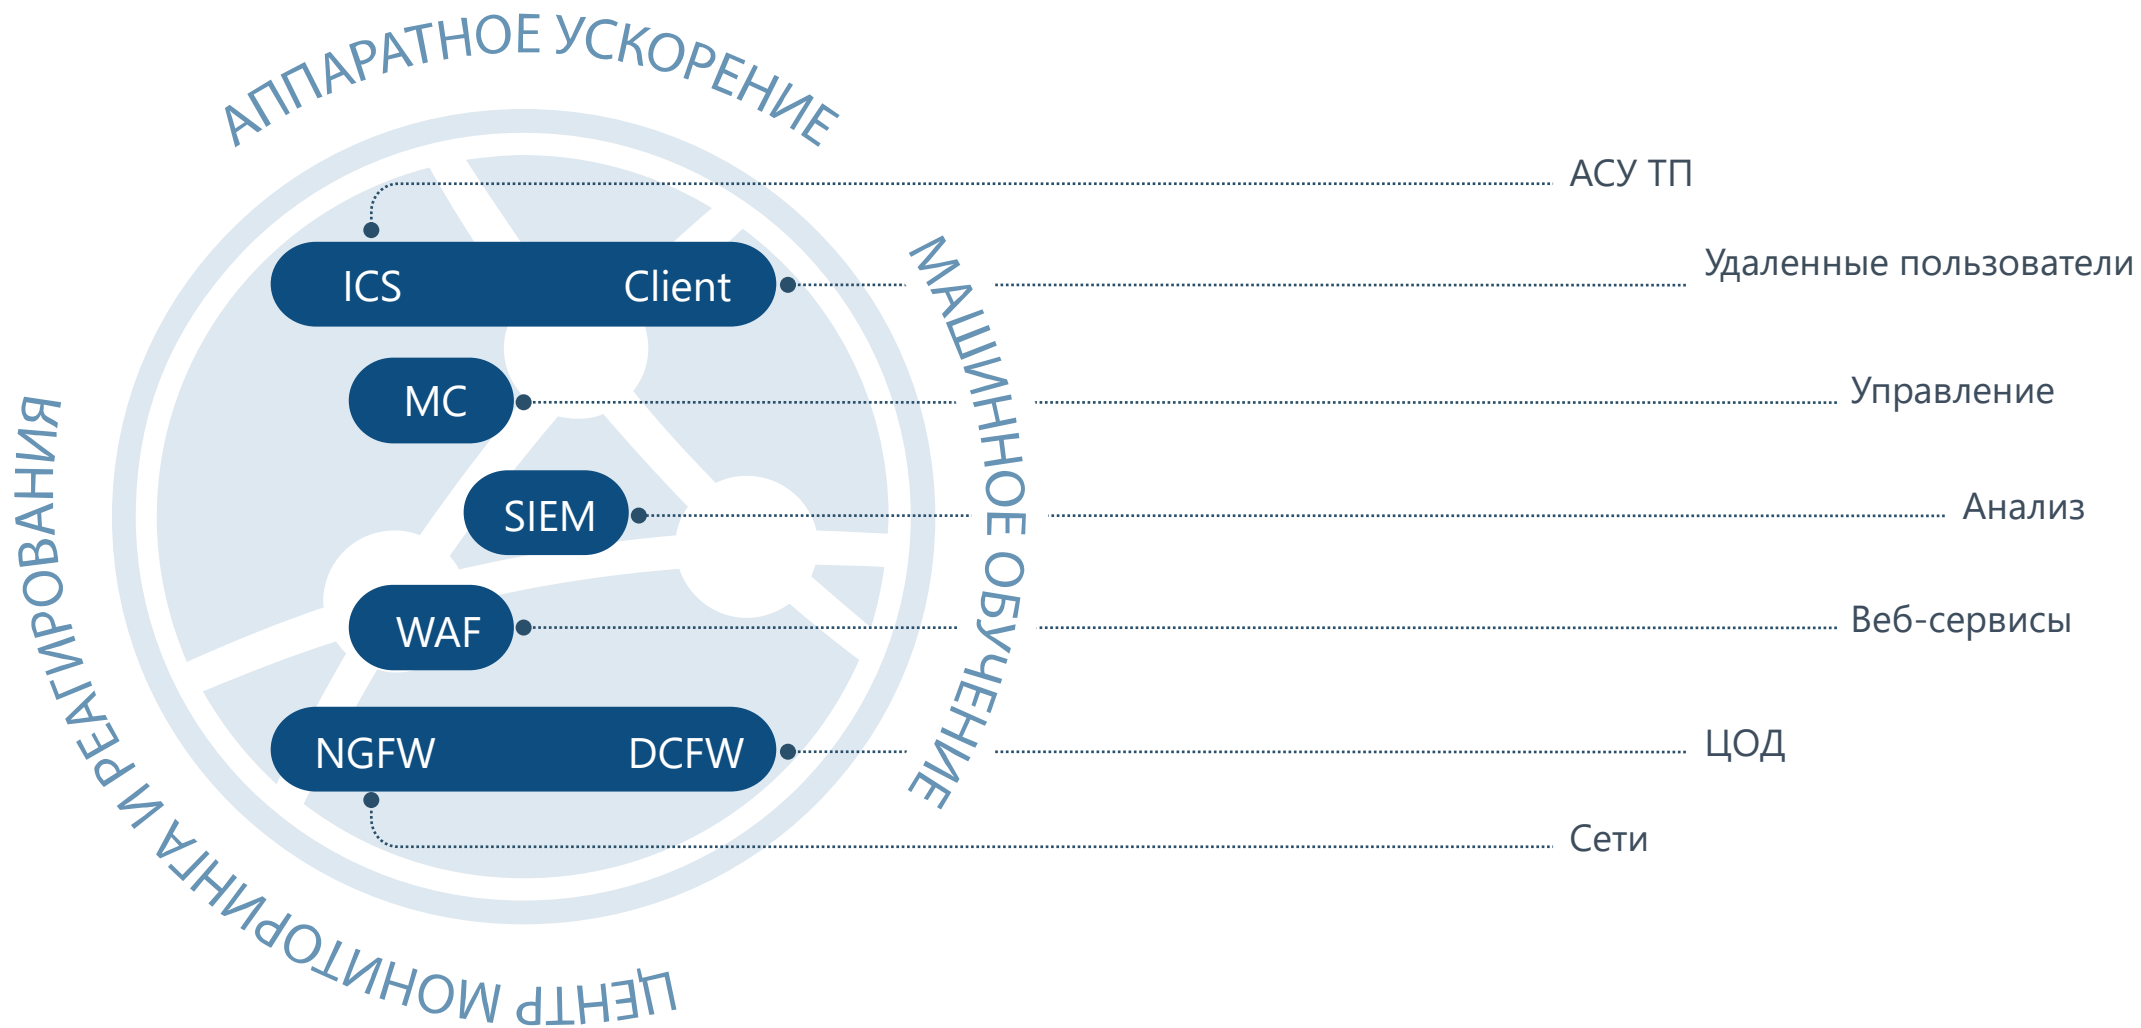 АППАРАТНОЕ УСКОРЕНИЕ
АСУ ТП
ICS
Client
Удаленные пользователи
МАШИННОЕ ОБУЧЕНИЕ
MC
Управление
SIEM
Анализ
WAF
Веб-сервисы
NGFW
DCFW
ЦОД
Сети
ЦЕНТР МОНИТОРИНГА И РЕАГИРОВАНИЯ